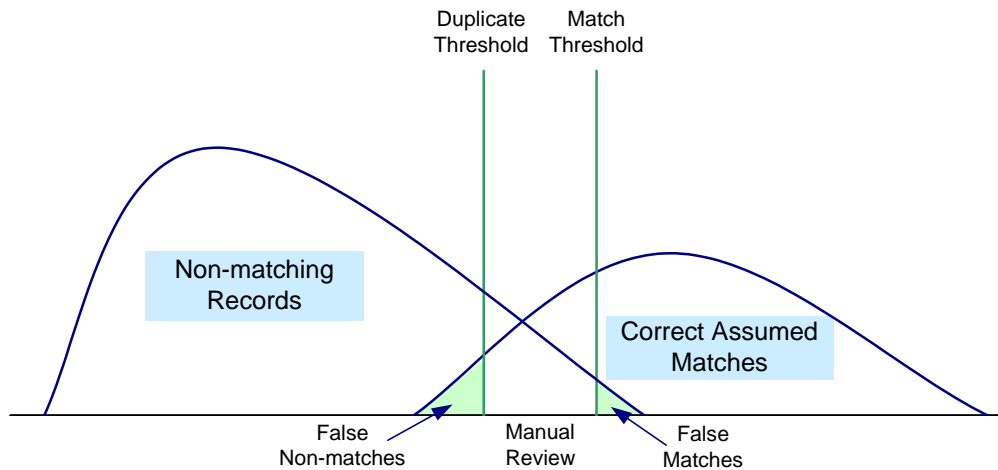 Duplicate
Threshold
Match
Threshold
Non-matching
Records
Correct Assumed
Matches
False
Non-matches
Manual
Review
False
Matches